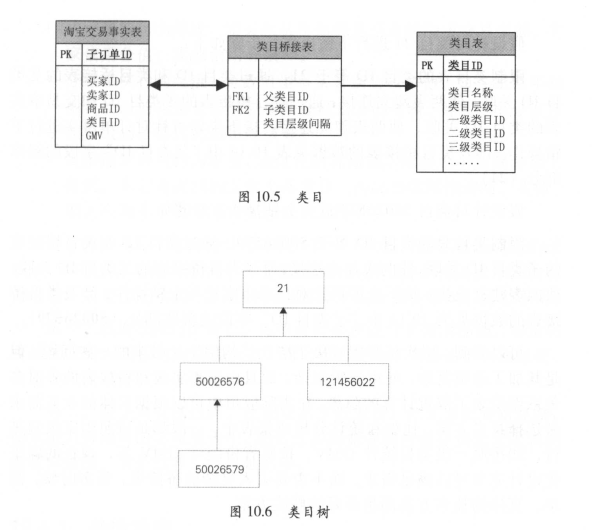 淘宝交易事实表
PK 子订单ID
买家ID
卖家ID
商品ID
类目ID
GMV
类目桥接表
FK1 父类目ID
FK2 子类目ID
类目层级间隔
类目表
PK 类目ID
类目名称
类目层级
一级类目ID
二级类目ID
三级类目ID
......
图 10.5 类目
21
50026576
121456022
50026579
图 10.6 类目树